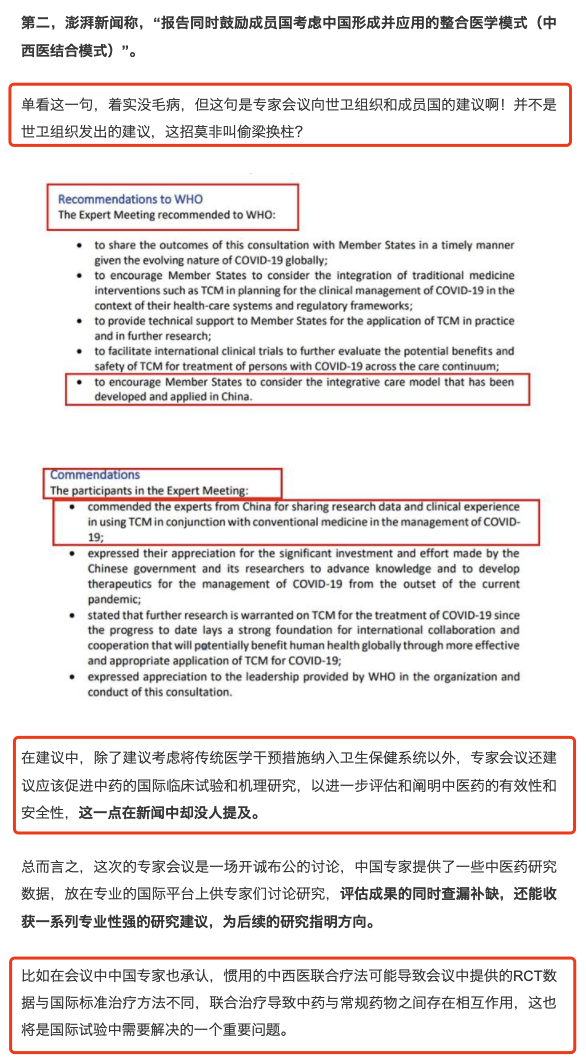 第二，澎湃新闻称，“报告同时鼓励成员国考虑中国形成并应用的整合医学模式（中
西医结合模式）”。
单看这一句，着实没毛病，但这句是专家会议向世卫组织和成员国的建议啊！并不是
世卫组织发出的建议，这招莫非叫偷梁换柱？
Recommendations to WHO
The Expert Meeting recommended to WHO:
• to share the outcomes of this consultation with Member States in a timely manner
given the evolving nature of COVID-19 globally;
• to encourage Member States to consider the integration of traditional medicine
interventions such as TCM in planning for the clinical management of COVID-19 in the
context of their health-care systems and regulatory frameworks;
• to provide technical support to Member States for the application of TCM in practice
and in further research;
• to facilitate international clinical trials to further evaluate the potential benefits and
safety of TCM for treatment of persons with COVID-19 across the care continuum;
• to encourage Member States to consider the integrative care model that has been
developed and applied in China.
Commendations
The participants in the Expert Meeting:
• commended the experts from China for sharing research data and clinical experience
in using TCM in conjunction with conventional medicine in the management of COVID-
19;
• expressed their appreciation for the significant investment and effort made by the
Chinese government and its researchers to advance knowledge and to develop
therapeutics for the management of COVID-19 from the outset of the current
pandemic;
• stated that further research is warranted on TCM for the treatment of COVID-19 since
the progress to date lays a strong foundation for international collaboration and
cooperation that will potentially benefit human health globally through more effective
and appropriate application of TCM for COVID-19;
• expressed appreciation to the leadership provided by WHO in the organization and
conduct of this consultation.
在建议中，除了建议考虑将传统医学干预措施纳入卫生保健系统以外，专家会议还建
议应该促进中药的国际临床试验和机理研究，以进一步评估和阐明中医药的有效性和
安全性，这一点在新闻中却没人提及。
总而言之，这次的专家会议是一场开诚布公的讨论，中国专家提供了一些中医药研究
数据，放在专业的国际平台上供专家们讨论研究，评估成果的同时查漏补缺，还能收
获一系列专业性强的研究建议，为后续的研究指明方向。
比如在会议中中国专家也承认，惯用的中西医联合疗法可能导致会议中提供的RCT数
据与国际标准治疗方法不同，联合治疗导致中药与常规药物之间存在相互作用，这也
将是国际试验中需要解决的一个重要问题。